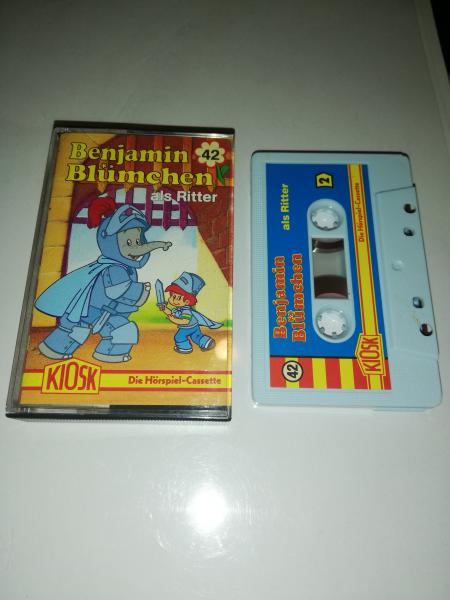 Benjamin
Blümchen
42
als Ritter
KIOSK
Die Hörspiel-Cassette
42
Benjamin
Blümchen
als Ritter
2
KIOSK
Die Hörspiel-Cassette